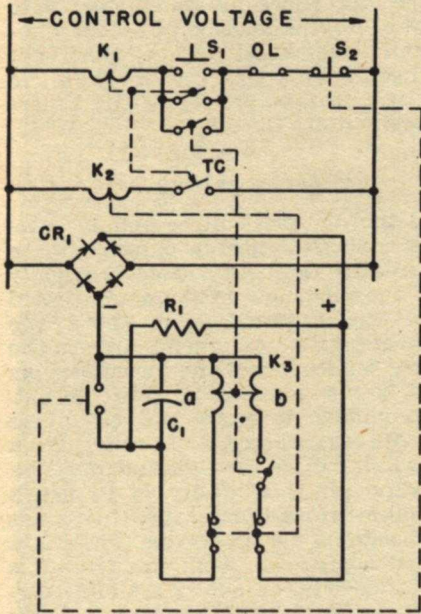 CONTROL VOLTAGE
K1 S1 OL S2
K2 TC
CR1
- R1 +
K3
a b
C1